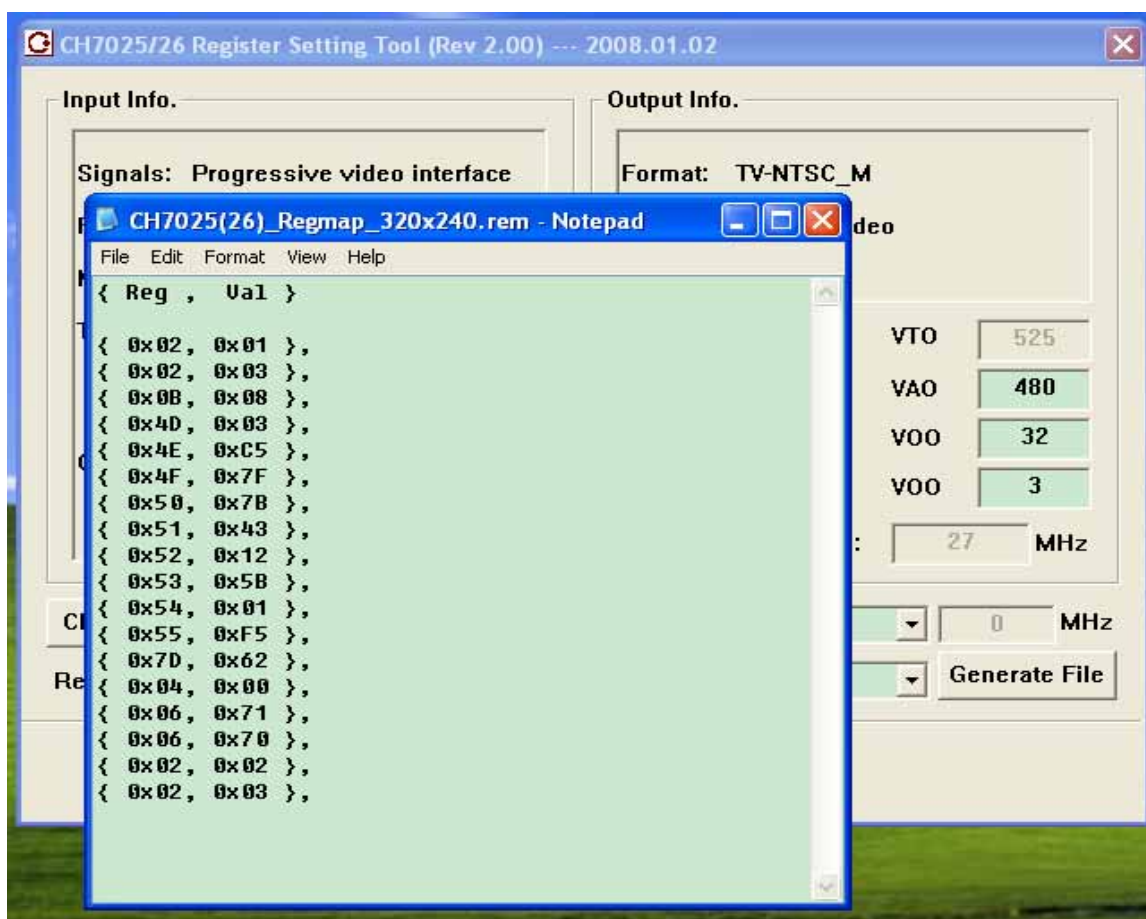 CH7025/26 Register Setting Tool (Rev 2.00) --- 2008.01.02
Input Info.
Signals: Progressive video interface
Output Info.
Format: TV-NTSC_M
deo
VTO 525
VAO 480
VOO 32
VOO 3
: 27 MHz
0 MHz
Generate File
CH7025(26)_Regmap_320x240.rem - Notepad
File Edit Format View Help
{ Reg , Val }
{ 0x02, 0x01 },
{ 0x02, 0x03 },
{ 0x0B, 0x08 },
{ 0x4D, 0x03 },
{ 0x4E, 0xC5 },
{ 0x4F, 0x7F },
{ 0x50, 0x7B },
{ 0x51, 0x43 },
{ 0x52, 0x12 },
{ 0x53, 0x5B },
{ 0x54, 0x01 },
{ 0x55, 0xF5 },
{ 0x7D, 0x62 },
{ 0x04, 0x00 },
{ 0x06, 0x71 },
{ 0x06, 0x70 },
{ 0x02, 0x02 },
{ 0x02, 0x03 },